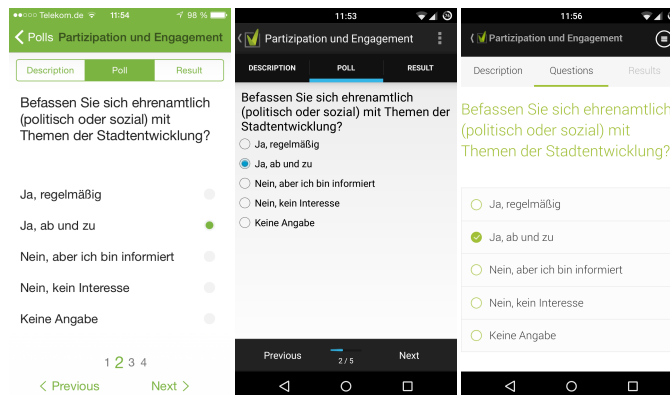 Telekom.de 11:54 98 %
Polls Partizipation und Engagement
Description Poll Result
Befassen Sie sich ehrenamtlich
(politisch oder sozial) mit
Themen der Stadtentwicklung?
Ja, regelmäßig
Ja, ab und zu
Nein, aber ich bin informiert
Nein, kein Interesse
Keine Angabe
1 2 3 4
< Previous Next >
11:53
Partizipation und Engagement
DESCRIPTION POLL RESULT
Befassen Sie sich ehrenamtlich
(politisch oder sozial) mit Themen der
Stadtentwicklung?
Ja, regelmäßig
Ja, ab und zu
Nein, aber ich bin informiert
Nein, kein Interesse
Keine Angabe
Previous 2 / 5 Next
11:56
Partizipation und Engagement
Description Questions Results
Befassen Sie sich ehrenamtlich
(politisch oder sozial) mit
Themen der Stadtentwicklung?
Ja, regelmäßig
Ja, ab und zu
Nein, aber ich bin informiert
Nein, kein Interesse
Keine Angabe